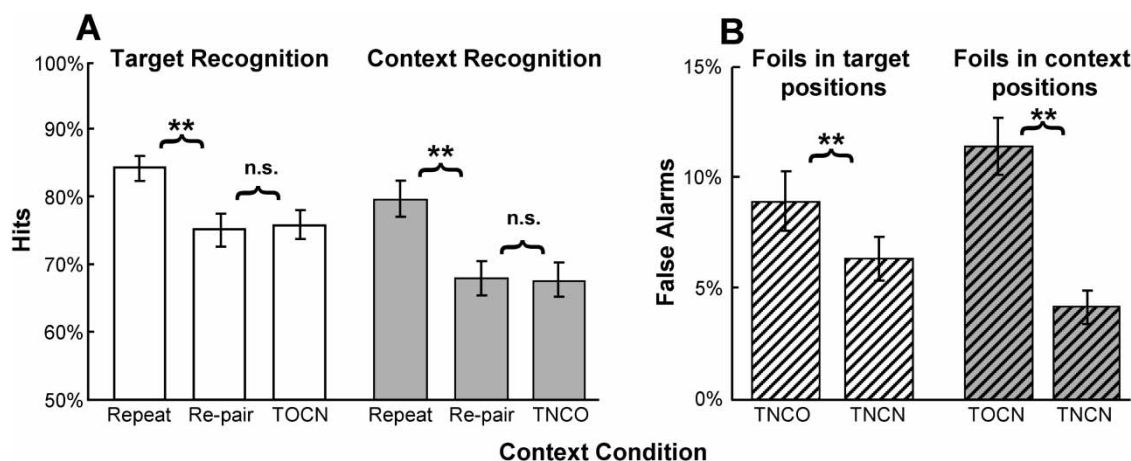 A
Target Recognition
Context Recognition
Hits
100%
90%
80%
70%
60%
50%
**
n.s.
**
n.s.
Repeat Re-pair TOCN Repeat Re-pair TNCO
B
Foils in target
positions
Foils in context
positions
False Alarms
15%
10%
5%
0%
**
**
TNCO TNCN TOCN TNCN
Context Condition